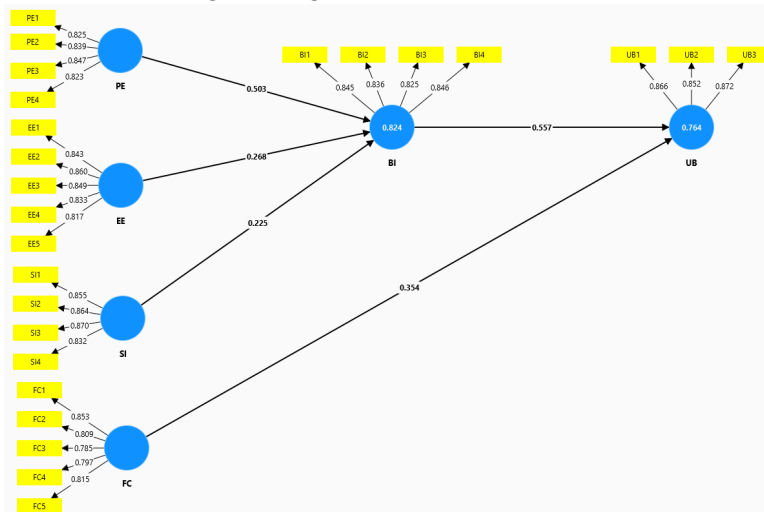 PE1
0.825
PE2
0.839
PE3
0.847
0.823
PE4
PE
BI1
BI2
BI3
BI4
0.845
0.836
0.825
0.846
UB1
UB2
UB3
0.866
0.852
0.872
0.503
0.824
BI
0.557
0.764
UB
EE1
0.843
EE2
0.860
EE3
0.849
EE4
0.833
0.817
EE5
EE
0.268
0.225
SI1
0.855
SI2
0.864
SI3
0.870
0.832
SI4
SI
0.354
FC1
0.853
FC2
0.809
FC3
0.785
FC4
0.797
0.815
FC5
FC